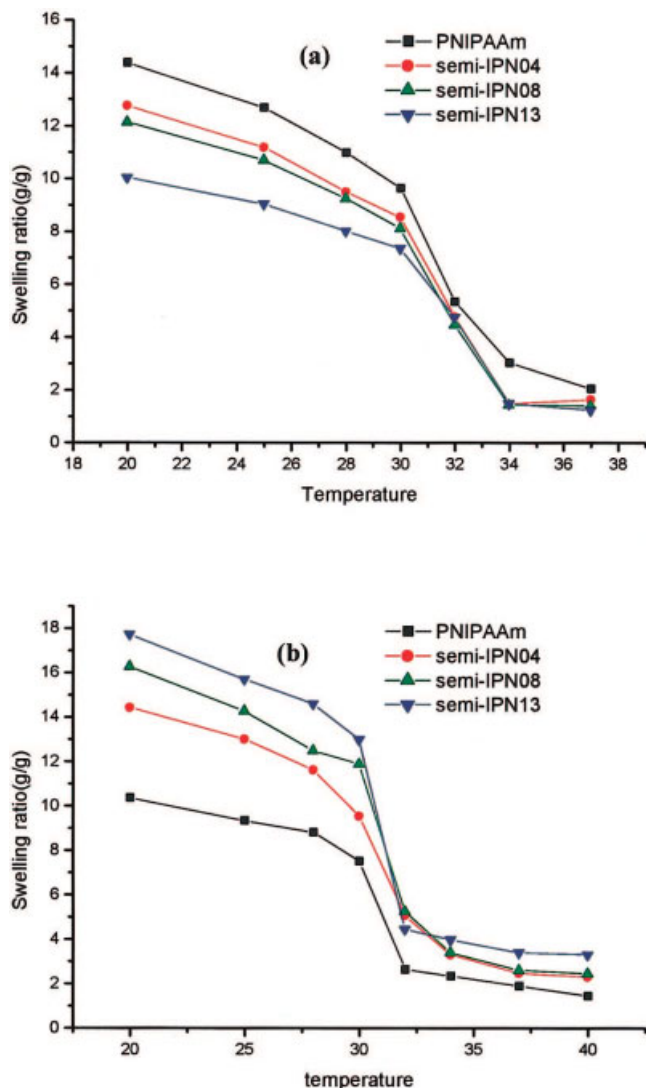 16
14
12
10
8
6
4
2
0
Swelling ratio(g/g)
(a)
PNIPAAm
semi-IPN04
semi-IPN08
semi-IPN13
18 20 22 24 26 28 30 32 34 36 38
Temperature
18
16
14
12
10
8
6
4
2
0
Swelling ratio(g/g)
(b)
PNIPAAm
semi-IPN04
semi-IPN08
semi-IPN13
20 25 30 35 40
temperature